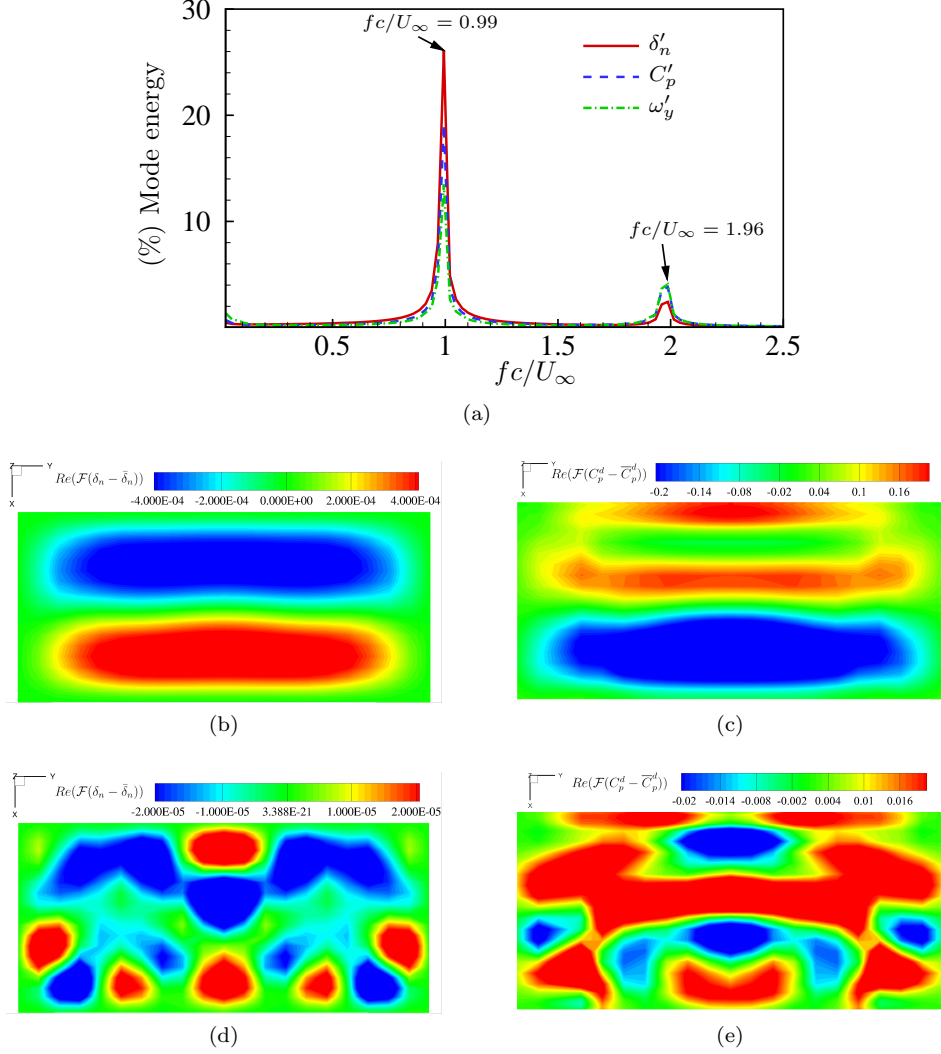 30
20
10
(%) Mode energy
fc/U∞ = 0.99
δ′n
C′p
ω′y
fc/U∞ = 1.96
0.5 1 1.5 2 2.5
fc/U∞
(a)
Z Y X
Re(F(δn − δ̄n))
-4.000E-04 -2.000E-04 0.000E+00 2.000E-04 4.000E-04
(b)
Z Y X
Re(F(C^d_p − C̄^d_p))
-0.2 -0.14 -0.08 -0.02 0.04 0.1 0.16
(c)
Z Y X
Re(F(δn − δ̄n))
-2.000E-05 -1.000E-05 3.388E-21 1.000E-05 2.000E-05
(d)
Z Y X
Re(F(C^d_p − C̄^d_p))
-0.02 -0.014 -0.008 -0.002 0.004 0.01 0.016
(e)